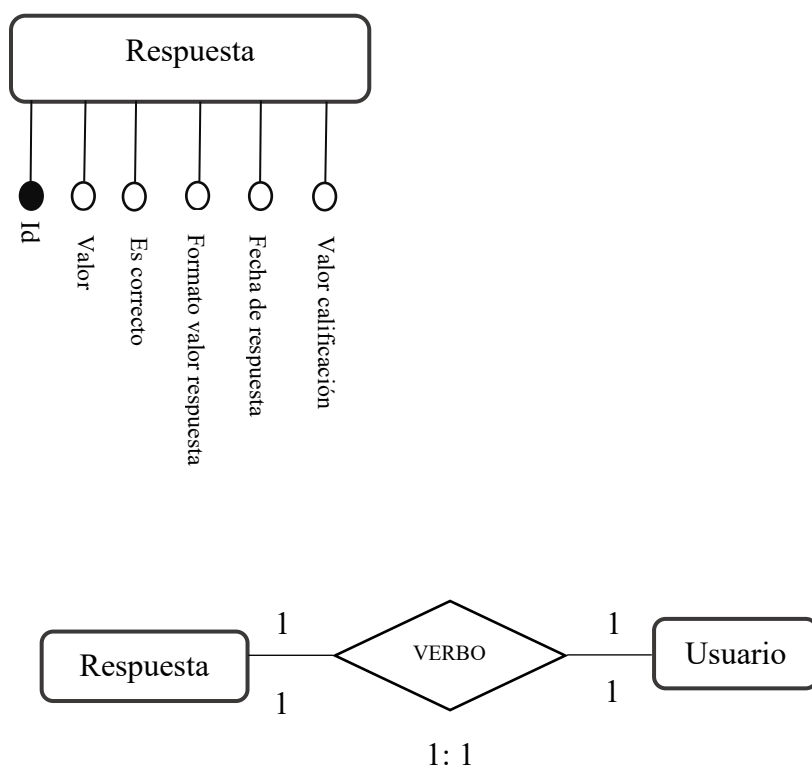 Respuesta
Id
Valor
Es correcto
Formato valor respuesta
Fecha de respuesta
Valor calificación
1
1
Respuesta
VERBO
Usuario
1
1
1: 1